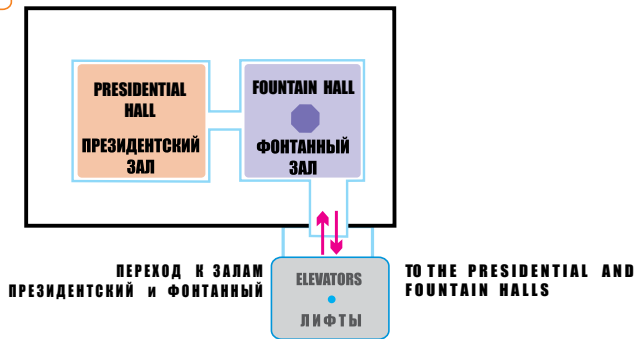 PRESIDENTIAL
HALL
ПРЕЗИДЕНТСКИЙ
ЗАЛ
FOUNTAIN HALL
ФОНТАННЫЙ
ЗАЛ
ПЕРЕХОД К ЗАЛАМ
ПРЕЗИДЕНТСКИЙ и ФОНТАННЫЙ
ELEVATORS
ЛИФТЫ
TO THE PRESIDENTIAL AND
FOUNTAIN HALLS